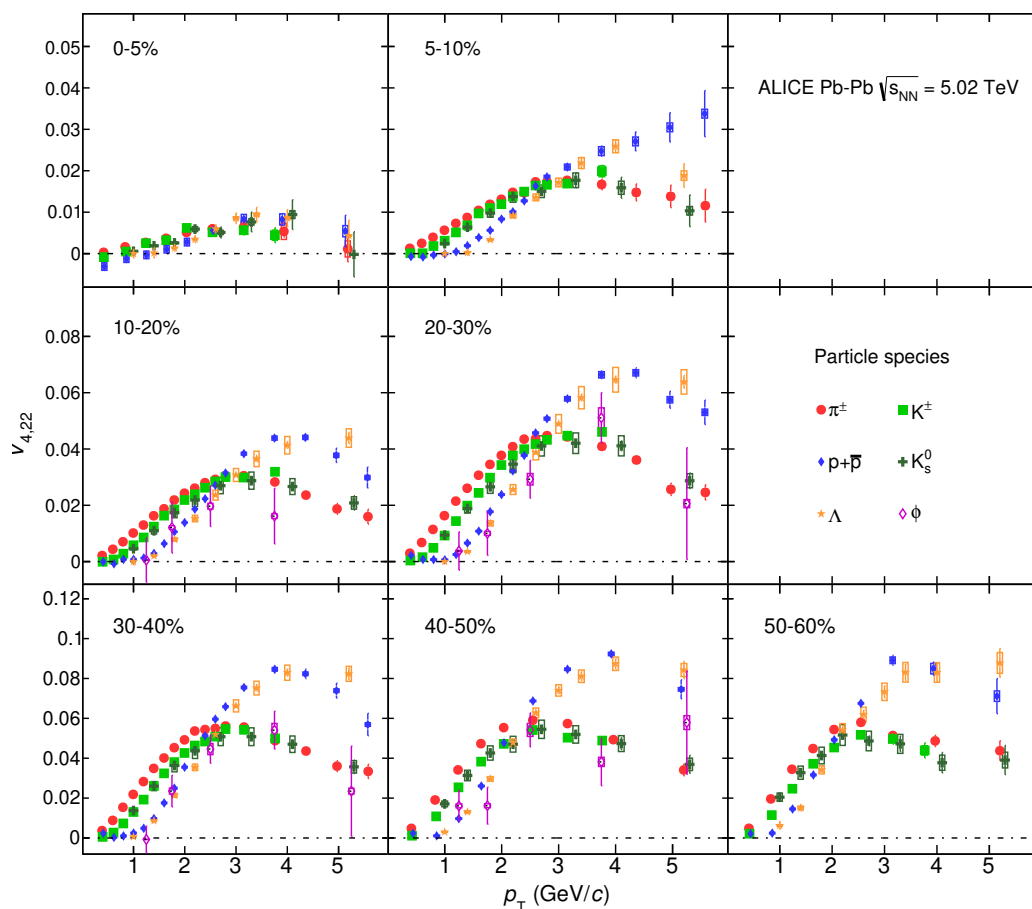 0-5%
5-10%
ALICE Pb-Pb √s_NN = 5.02 TeV
0.05
0.04
0.03
0.02
0.01
0
10-20%
20-30%
Particle species
π±
K±
p+p̅
K⁰ₛ
Λ
ϕ
0.08
0.06
0.04
0.02
0
v₄,₂₂
30-40%
40-50%
50-60%
0.12
0.1
0.08
0.06
0.04
0.02
0
1 2 3 4 5 1 2 3 4 5 1 2 3 4 5
p_T (GeV/c)